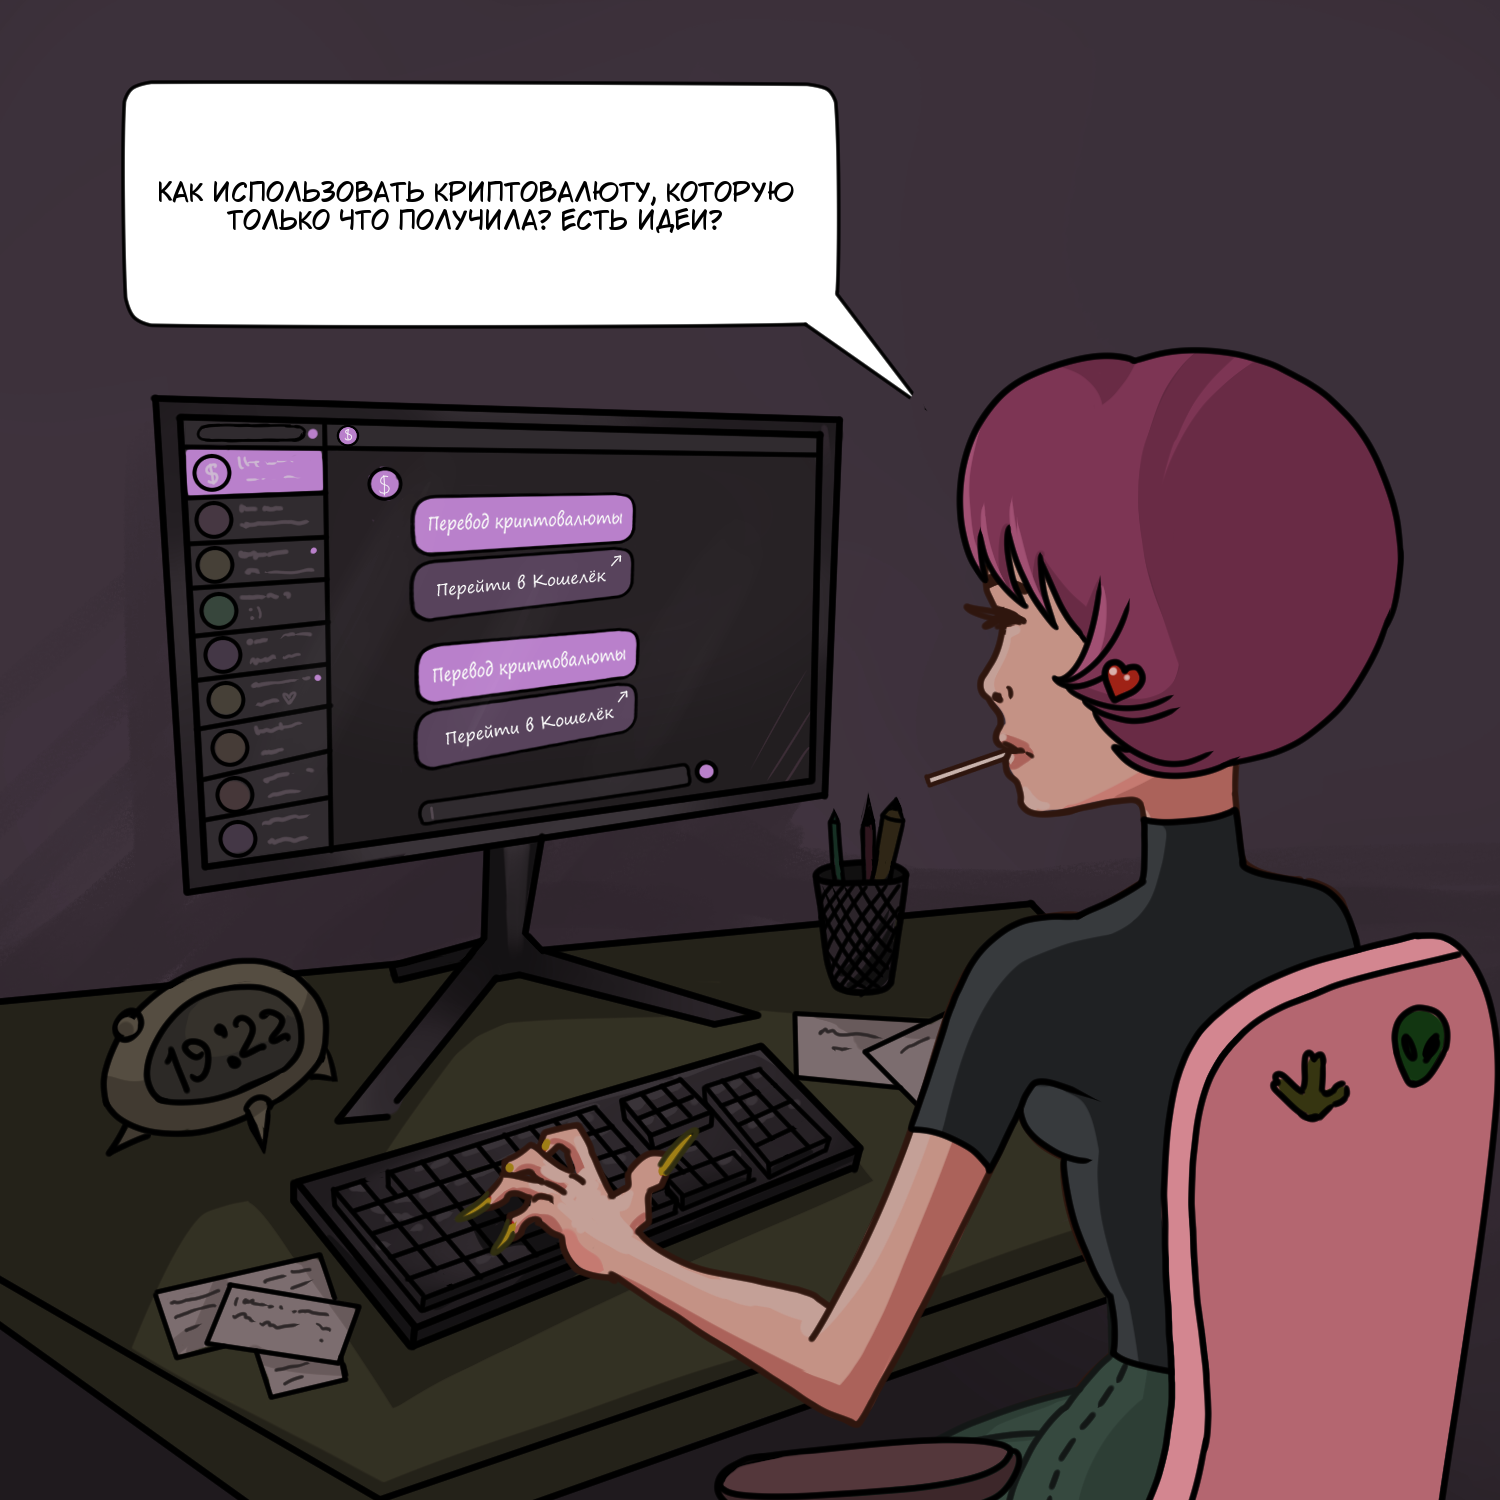 КАК ИСПОЛЬЗОВАТЬ КРИПТОВАЛЮТУ, КОТОРУЮ
ТОЛЬКО ЧТО ПОЛУЧИЛА? ЕСТЬ ИДЕИ?
$
$
$
:)
Перевод криптовалюты
Перейти в Кошелёк
Перевод криптовалюты
Перейти в Кошелёк
19:22